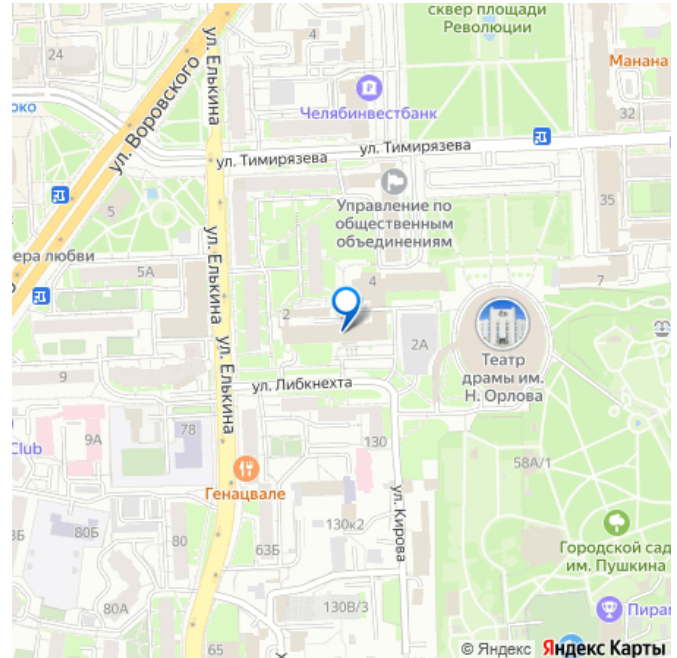 сквер площади
Революции
24
4
ул. Воровского
ул. Елькина
Манана
Челябинвестбанк
32
ул. Тимирязева
ул. Тимирязева
Управление по
общественным
объединениям
35
5
ера любви
5А
ул. Елькина
4
7
2
2А
Театр
драмы им.
Н. Орлова
ул. Елькина
9
ул. Либкнехта
78
9А
Club
130
58А/1
Генацвале
ул. Кирова
130к2
80Б
80
63Б
Городской сад
им. Пушкина
80А
130В/3
Пирам
65
© Яндекс Яндекс Карты